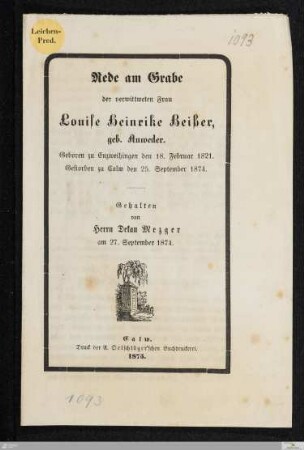 Leichen-
Pred.
1093
Rede am Grabe
der verwittweten Frau
Louise Heinrike Heißer,
geb. Anweder.
Geboren zu Enzweihingen den 18. Februar 1821.
Gestorben zu Calw den 25. September 1874.
Gehalten
von
Herrn Dekan Mezger
am 27. September 1874.
Calw.
Druck der A. Oelschläger'schen Buchdruckerei.
1875.
1093